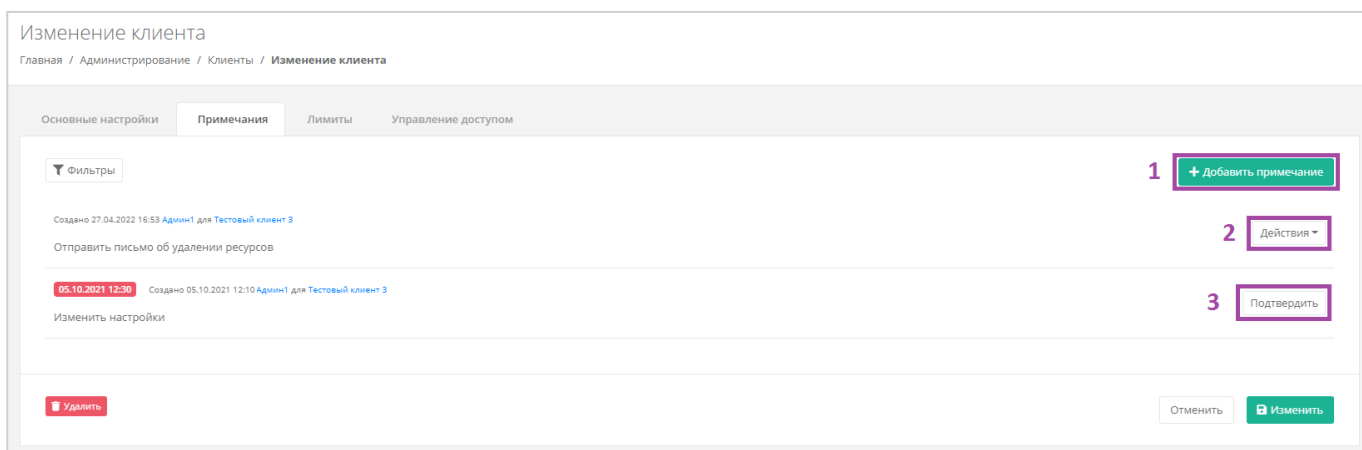 Изменение клиента
Главная / Администрирование / Клиенты / Изменение клиента
Основные настройки Примечания Лимиты Управление доступом
Фильтры 1 + Добавить примечание
Создано 27.04.2022 16:53 Админ1 для Тестовый клиент 3
2 Действия
Отправить письмо об удалении ресурсов
05.10.2021 12:30 Создано 05.10.2021 12:10 Админ1 для Тестовый клиент 3
3 Подтвердить
Изменить настройки
Удалить Отменить Изменить